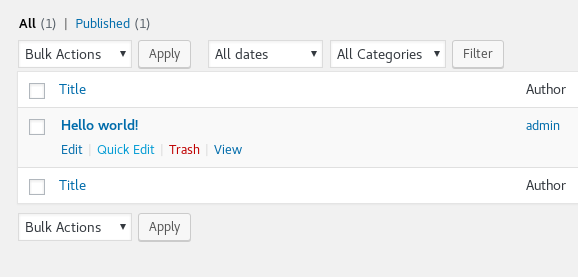 All (1) | Published (1)
Bulk Actions Apply All dates All Categories Filter
Title Author
Hello world! admin
Edit | Quick Edit | Trash | View
Title Author
Bulk Actions Apply